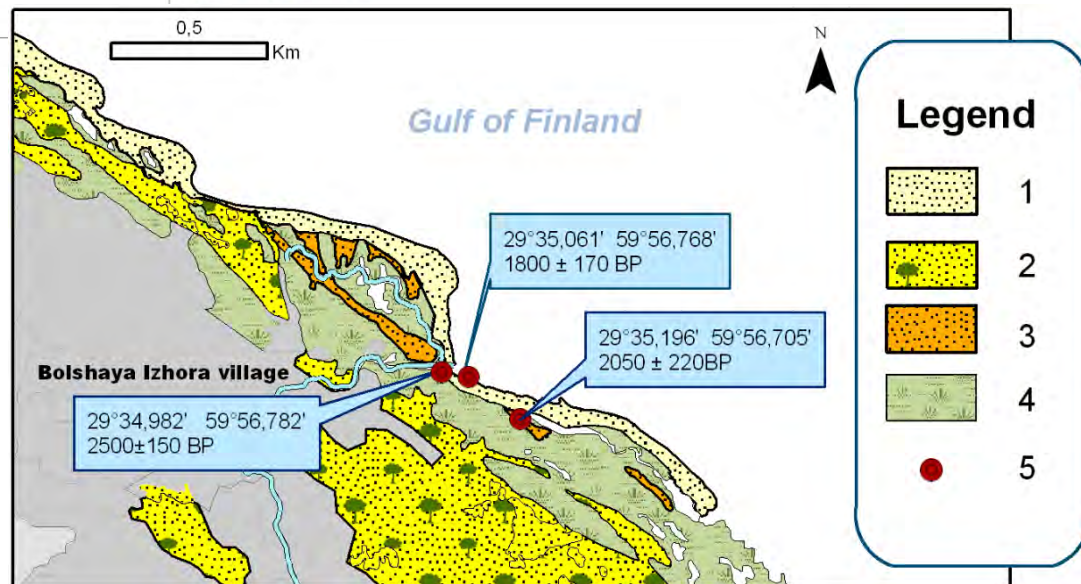 0,5
Km
N
Gulf of Finland
29°35,061' 59°56,768'
1800 ± 170 BP
29°35,196' 59°56,705'
2050 ± 220BP
Bolshaya Izhora village
29°34,982' 59°56,782'
2500±150 BP
Legend
1
2
3
4
5